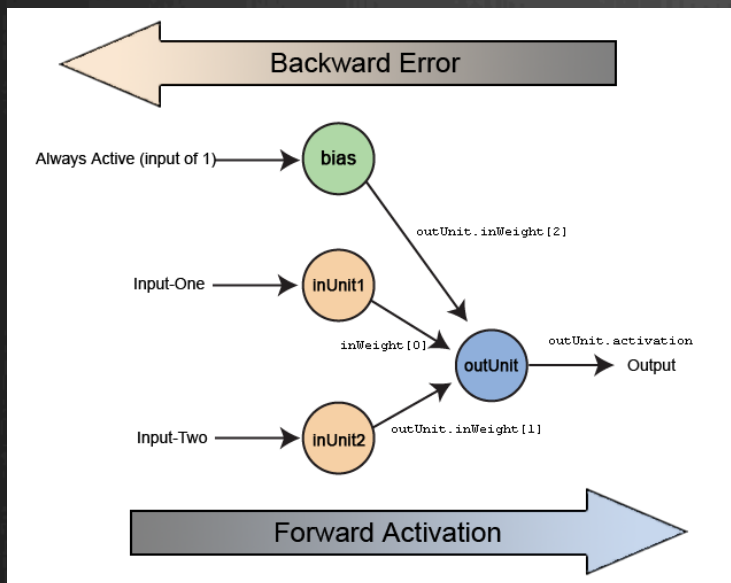 Backward Error
Always Active (input of 1)
bias
outUnit.inWeight[2]
Input-One
inUnit1
inWeight[0]
outUnit.activation
outUnit
Output
Input-Two
inUnit2
outUnit.inWeight[1]
Forward Activation